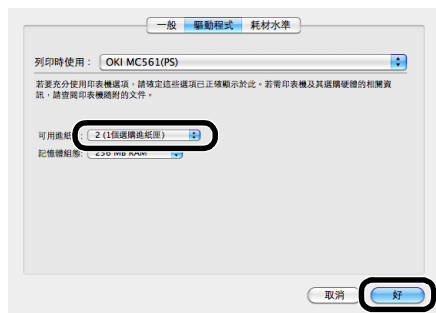 一般 驅動程式 耗材水準
列印時使用： OKI MC561(PS)
若要充分使用印表機選項，請確定這些選項已正確顯示於此。若需印表機及其選購硬體的相關資
訊，請查閱印表機隨附的文件。
可用進紙 : 2 (1個選購進紙匣)
記憶體組態: 256 MB RAM
取消 好